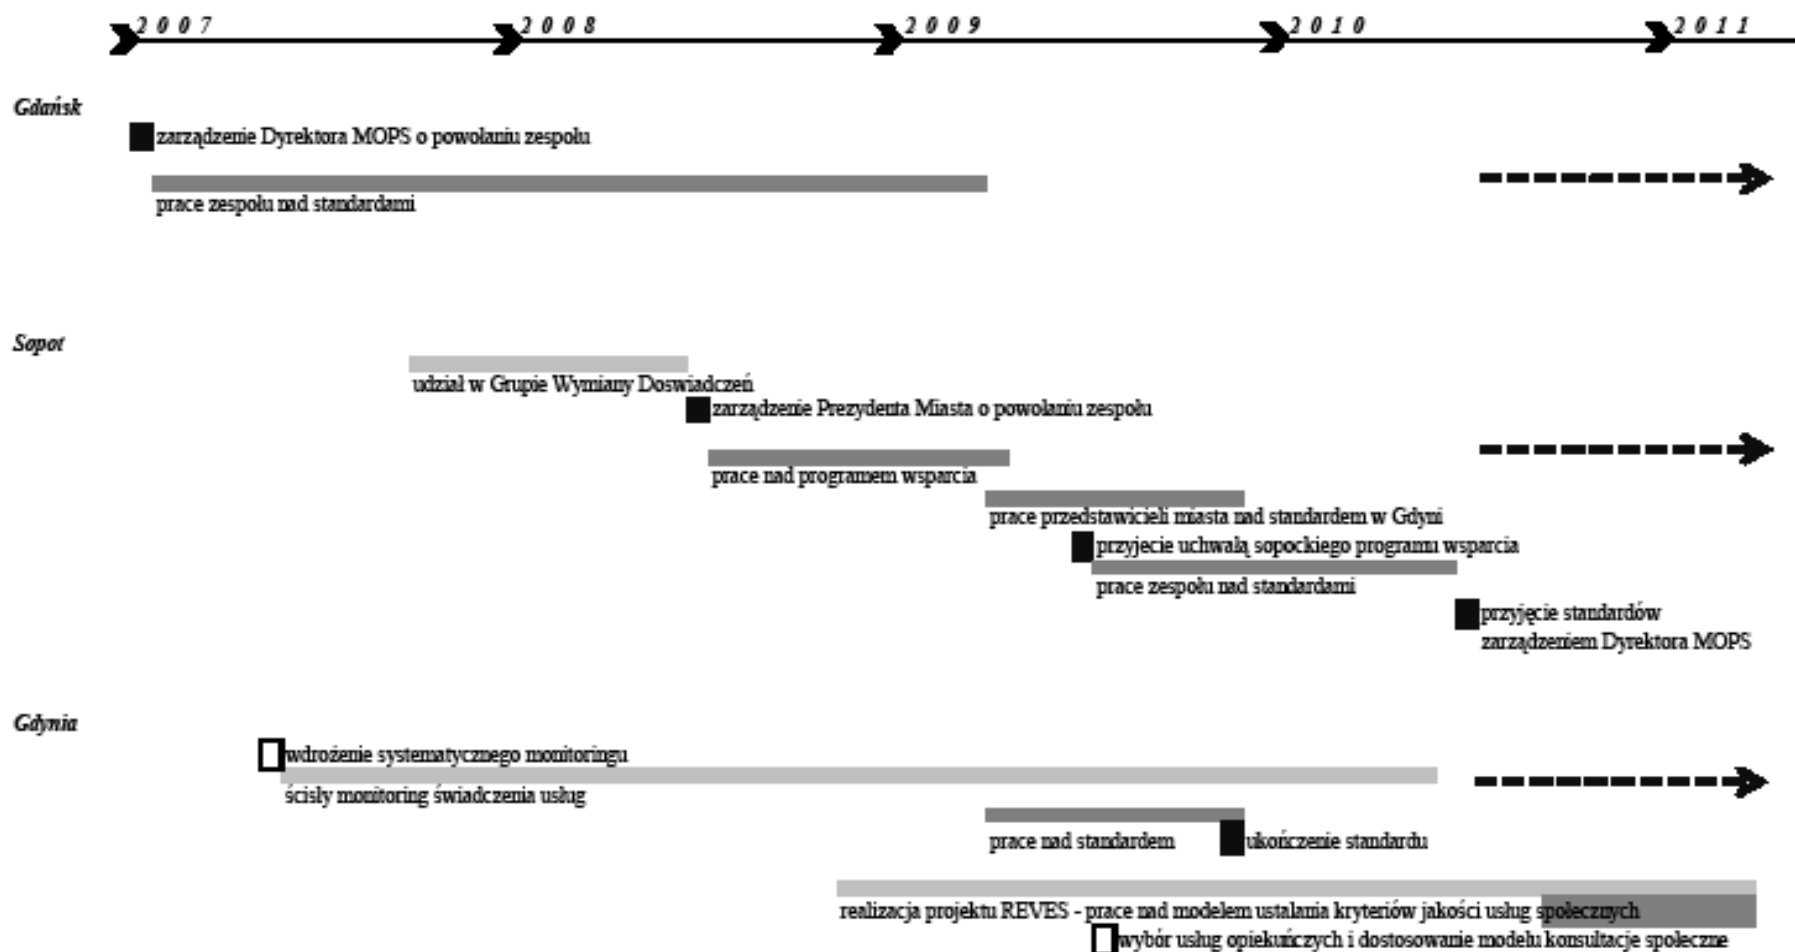 2007 2008 2009 2010 2011
Gdańsk
zarządzenie Dyrektora MOPS o powołaniu zespołu
prace zespołu nad standardami
Sopot
udział w Grupie Wymiany Doswiadczeń
zarządzenie Prezydenta Miasta o powołaniu zespołu
prace nad programem wsparcia
prace przedstawicieli miasta nad standardem w Gdyni
przyjecie uchwałą sopockiego programu wsparcia
prace zespołu nad standardami
przyjęcie standardów
zarządzeniem Dyrektora MOPS
Gdynia
wdrożenie systematycznego monitoringu
ścisły monitoring świadczenia usług
prace nad standardem
ukończenie standardu
realizacja projektu REVES - prace nad modelem ustalania kryteriów jakości usług społecznych
wybór usług opiekuńczych i dostosowanie modelu konsultacje społeczne